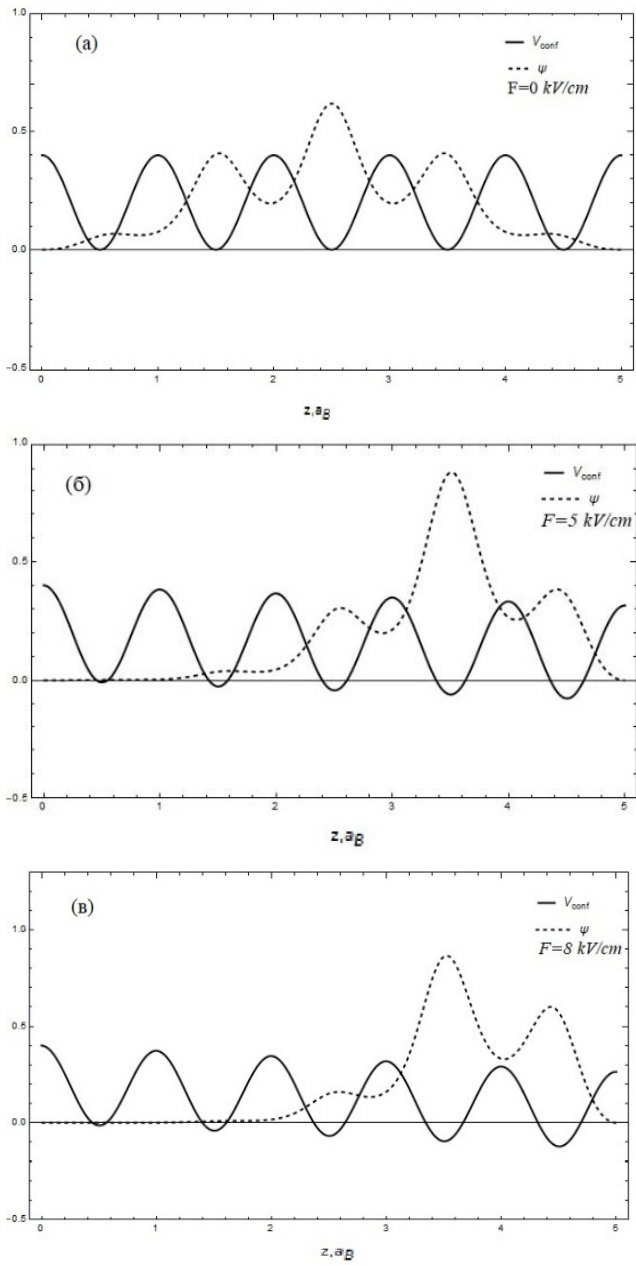 (а)
V_conf
ψ
F=0 kV/cm
1.0
0.5
0.0
−0.5
0 1 2 3 4 5
z,a_B
(б)
V_conf
ψ
F=5 kV/cm
1.0
0.5
0.0
−0.5
0 1 2 3 4 5
z,a_B
(в)
V_conf
ψ
F=8 kV/cm
1.0
0.5
0.0
−0.5
0 1 2 3 4 5
z,a_B